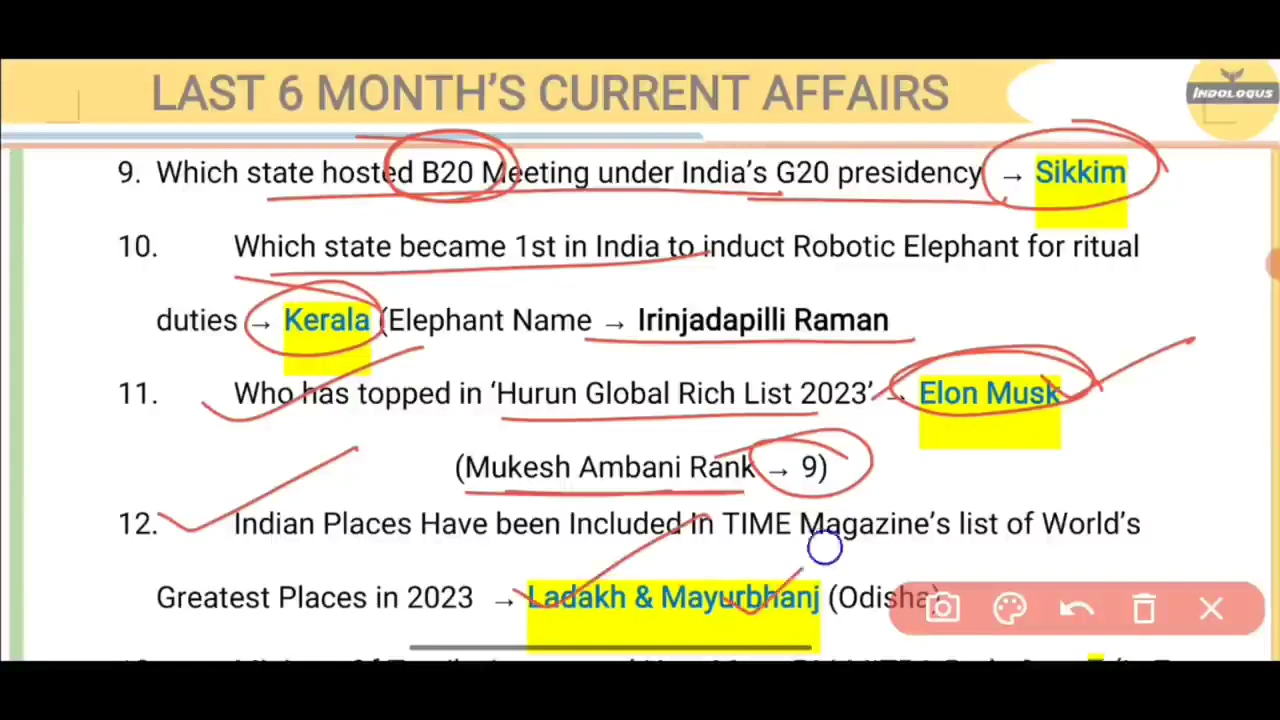 LAST 6 MONTH’S CURRENT AFFAIRS
INDOLOQUS
9. Which state hosted B20 Meeting under India’s G20 presidency → Sikkim
10. Which state became 1st in India to induct Robotic Elephant for ritual
duties → Kerala (Elephant Name → Irinjadapilli Raman
11. Who has topped in ‘Hurun Global Rich List 2023’ → Elon Musk
(Mukesh Ambani Rank → 9)
12. Indian Places Have been Included In TIME Magazine’s list of World’s
Greatest Places in 2023 → Ladakh & Mayurbhanj (Odisha)